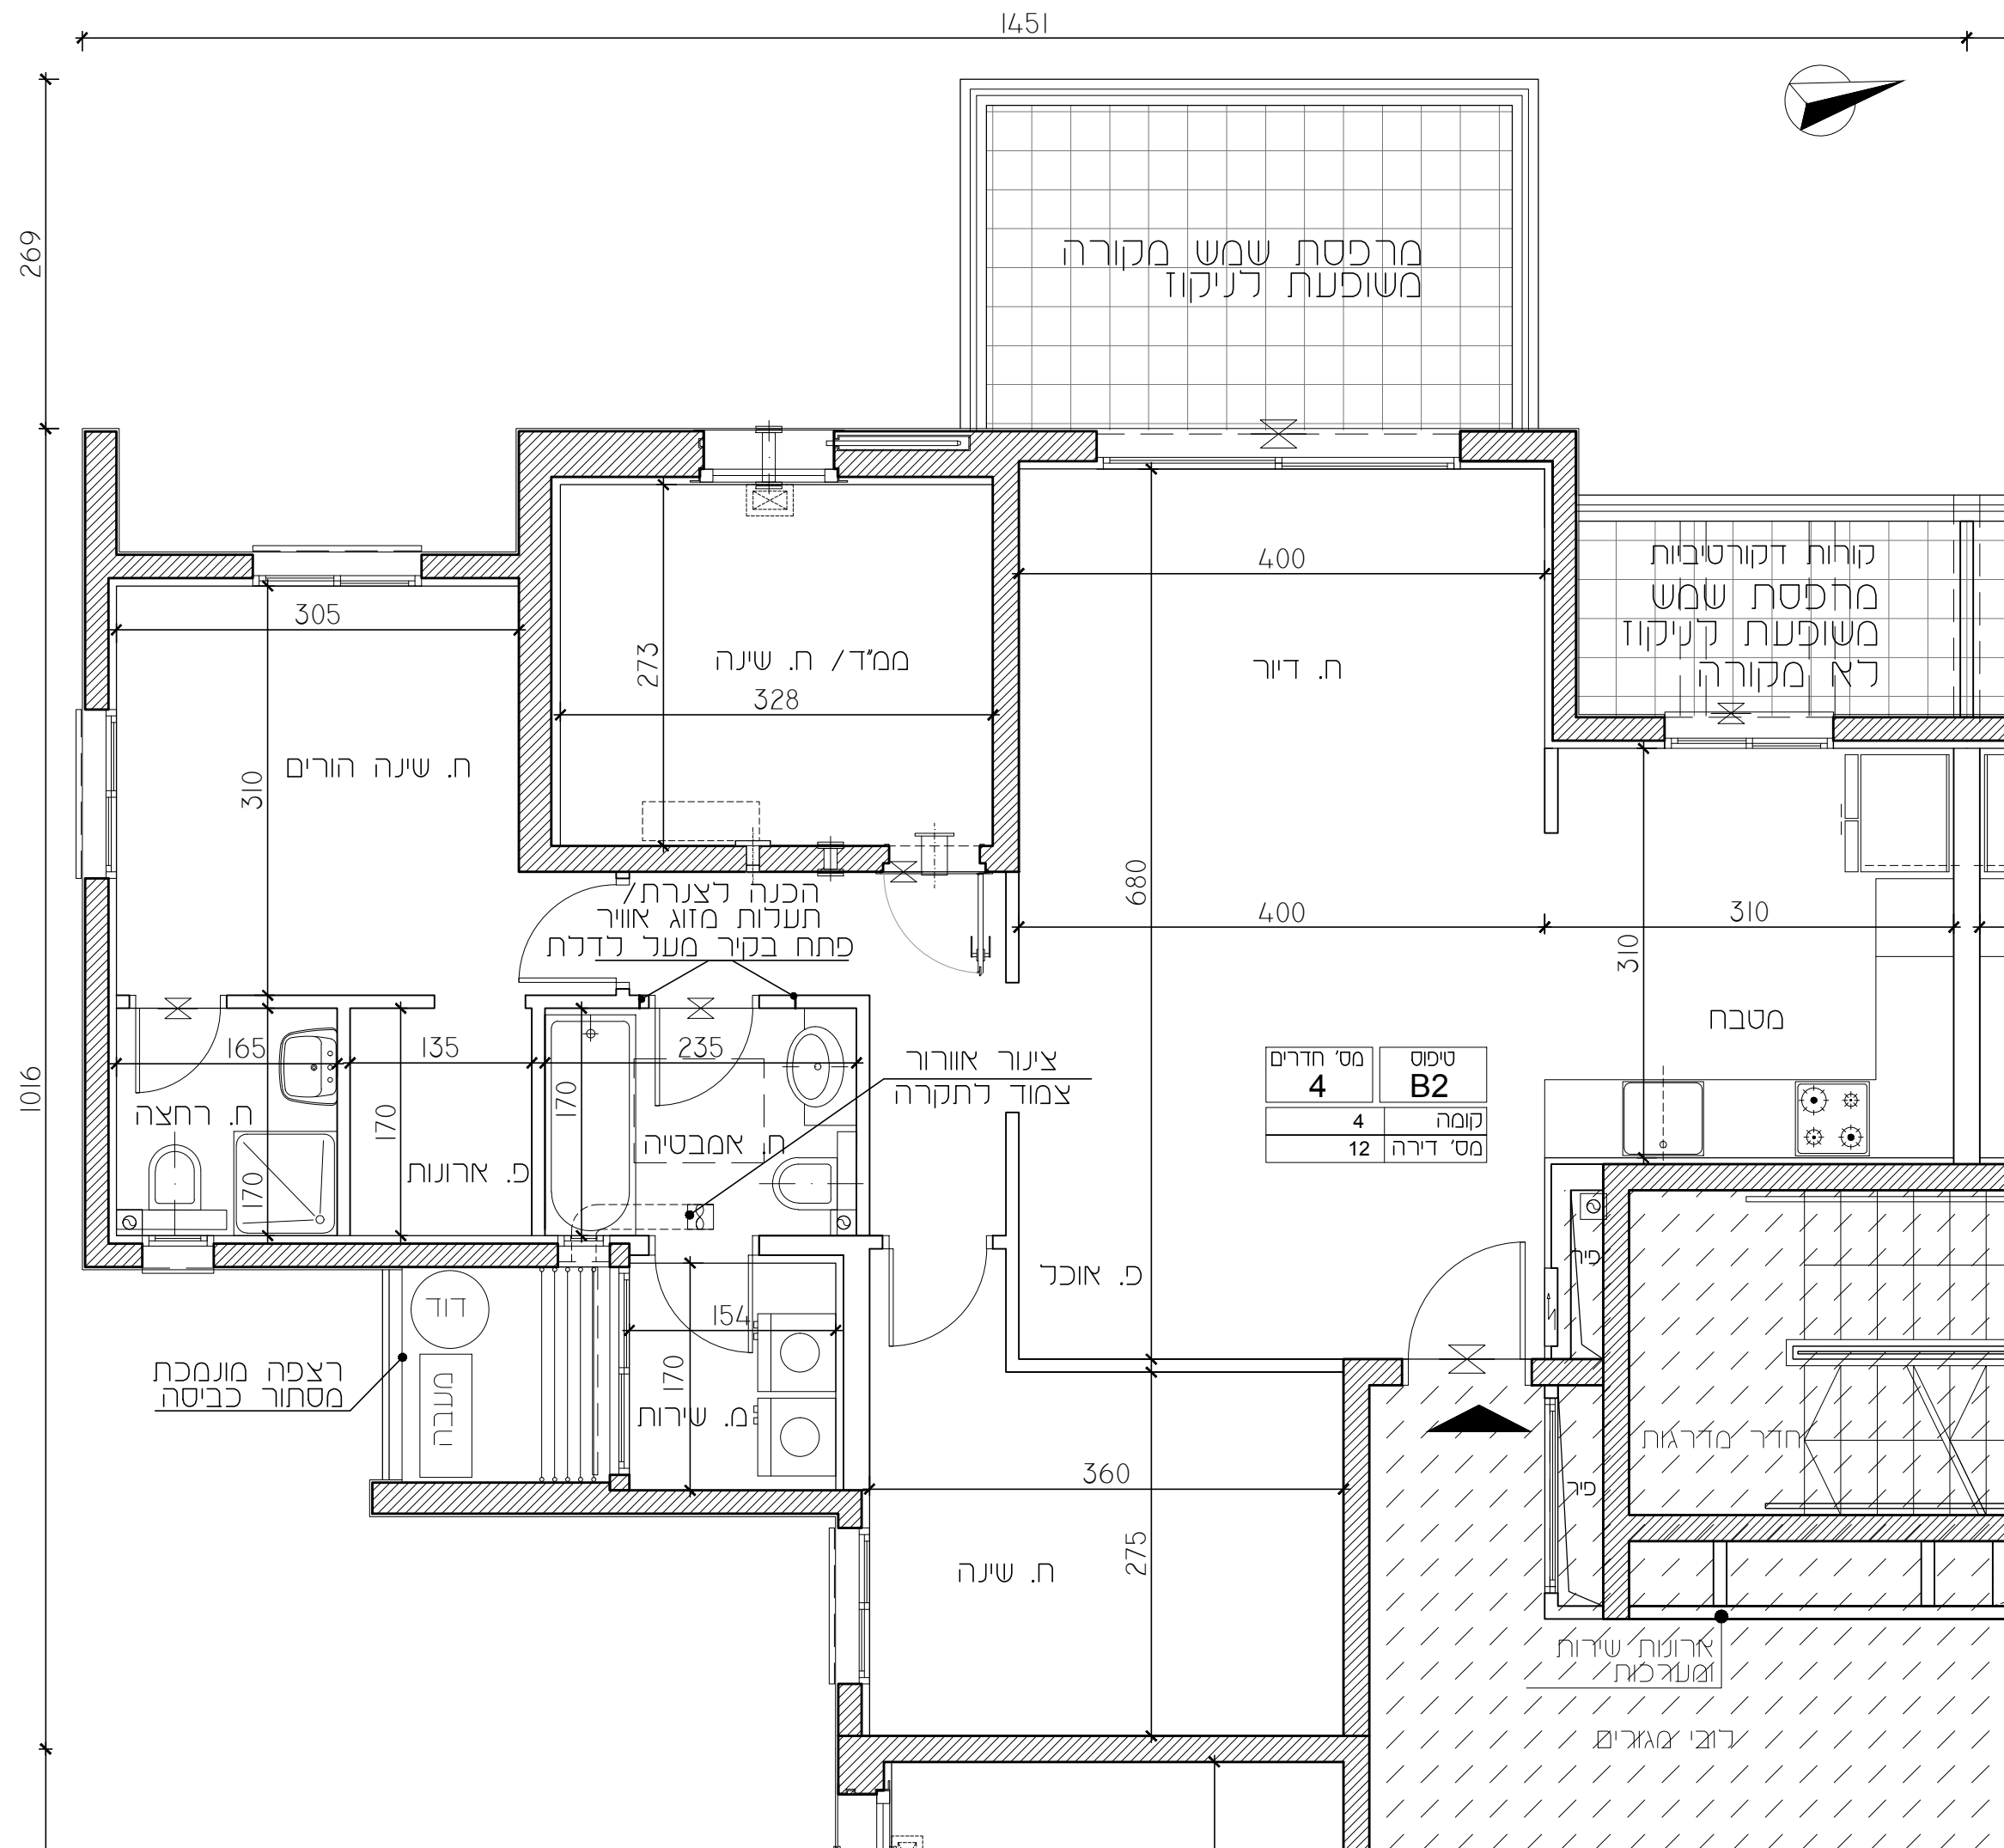 1451
269
מרפסת שמש מקורה
משופעת לניקוז
קורות דקורטיביות
מרפסת שמש
משופעת לניקוז
לא מקורה
400
305
273
ממ"ד/ ח. שינה
328
ח. דיור
310
ח. שינה הורים
680
הכנה לצנרת/
תעלות מזוג אוויר
פתח בקיר מעל לדלת
400
310
310
מטבח
1016
165
135
235
צינור אוורור
צמוד לתקרה
טיפוס
B2
מס' חדרים
4
קומה 4
מס' דירה 12
ח. רחצה
170
170
170
פ. ארונות
ח. אמבטיה
פ. אוכל
פיר
דוד
154
רצפה מונמכת
מסתור כביסה
מעבה
170
מ. שירות
חדר מדרגות
פיר
360
275
ח. שינה
ארונות שירות
ומערכות
לובי מגורים